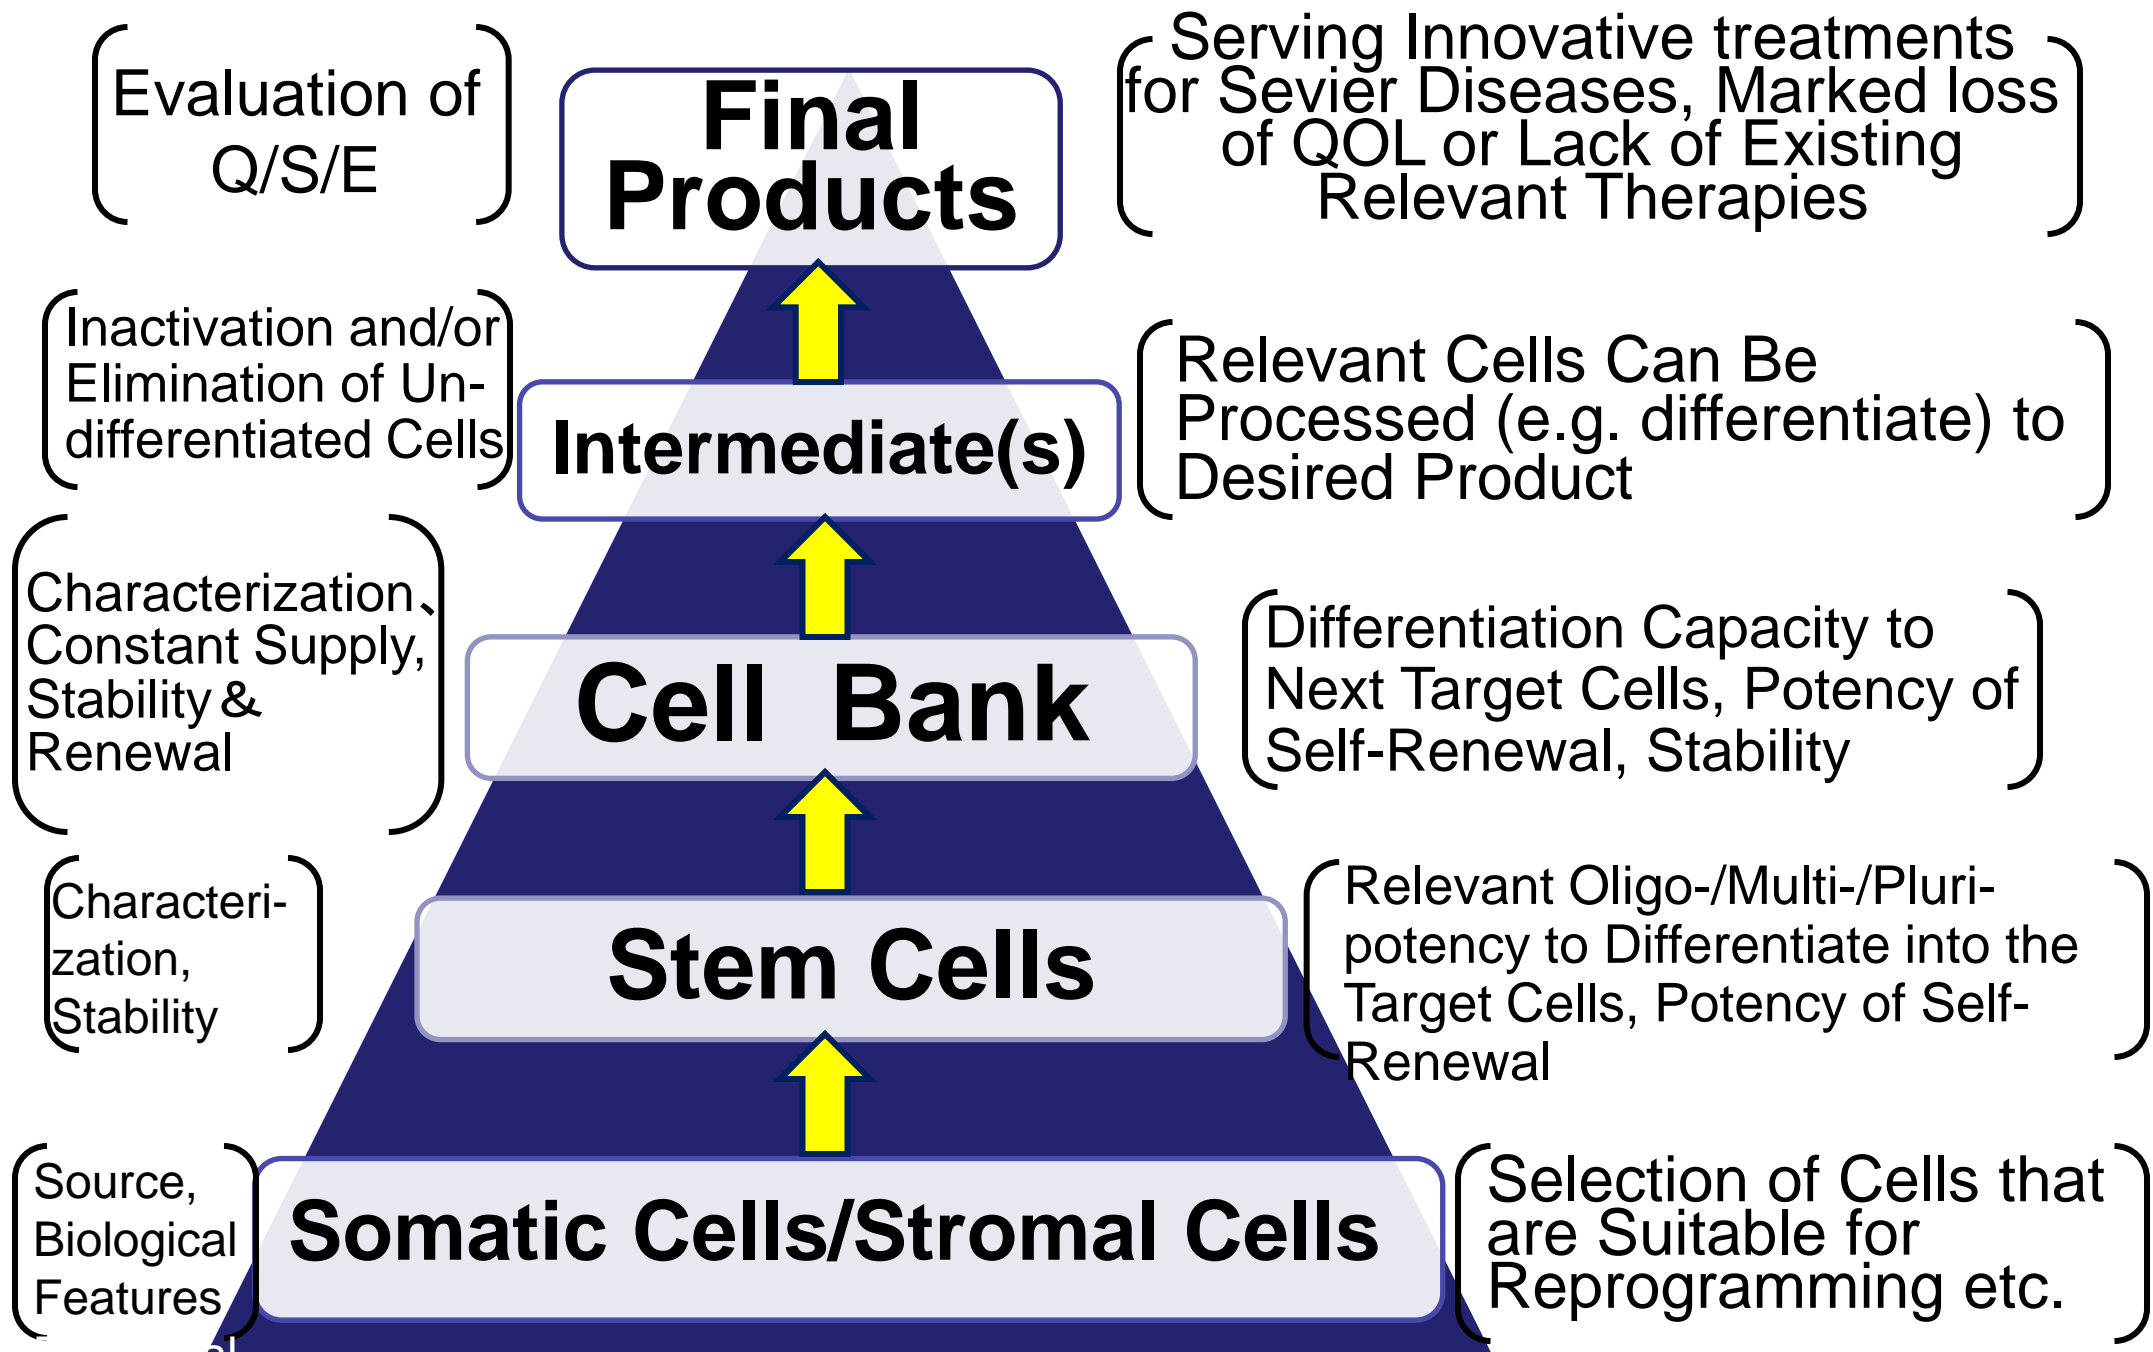 Evaluation of
Q/S/E
Final
Products
Serving Innovative treatments
for Sevier Diseases, Marked loss
of QOL or Lack of Existing
Relevant Therapies
Inactivation and/or
Elimination of Un-
differentiated Cells
Intermediate(s)
Relevant Cells Can Be
Processed (e.g. differentiate) to
Desired Product
Characterization、
Constant Supply,
Stability &
Renewal
Cell Bank
Differentiation Capacity to
Next Target Cells, Potency of
Self-Renewal, Stability
Characteri-
zation,
Stability
Stem Cells
Relevant Oligo-/Multi-/Pluri-
potency to Differentiate into the
Target Cells, Potency of Self-
Renewal
Source,
Biological
Features
Somatic Cells/Stromal Cells
Selection of Cells that
are Suitable for
Reprogramming etc.